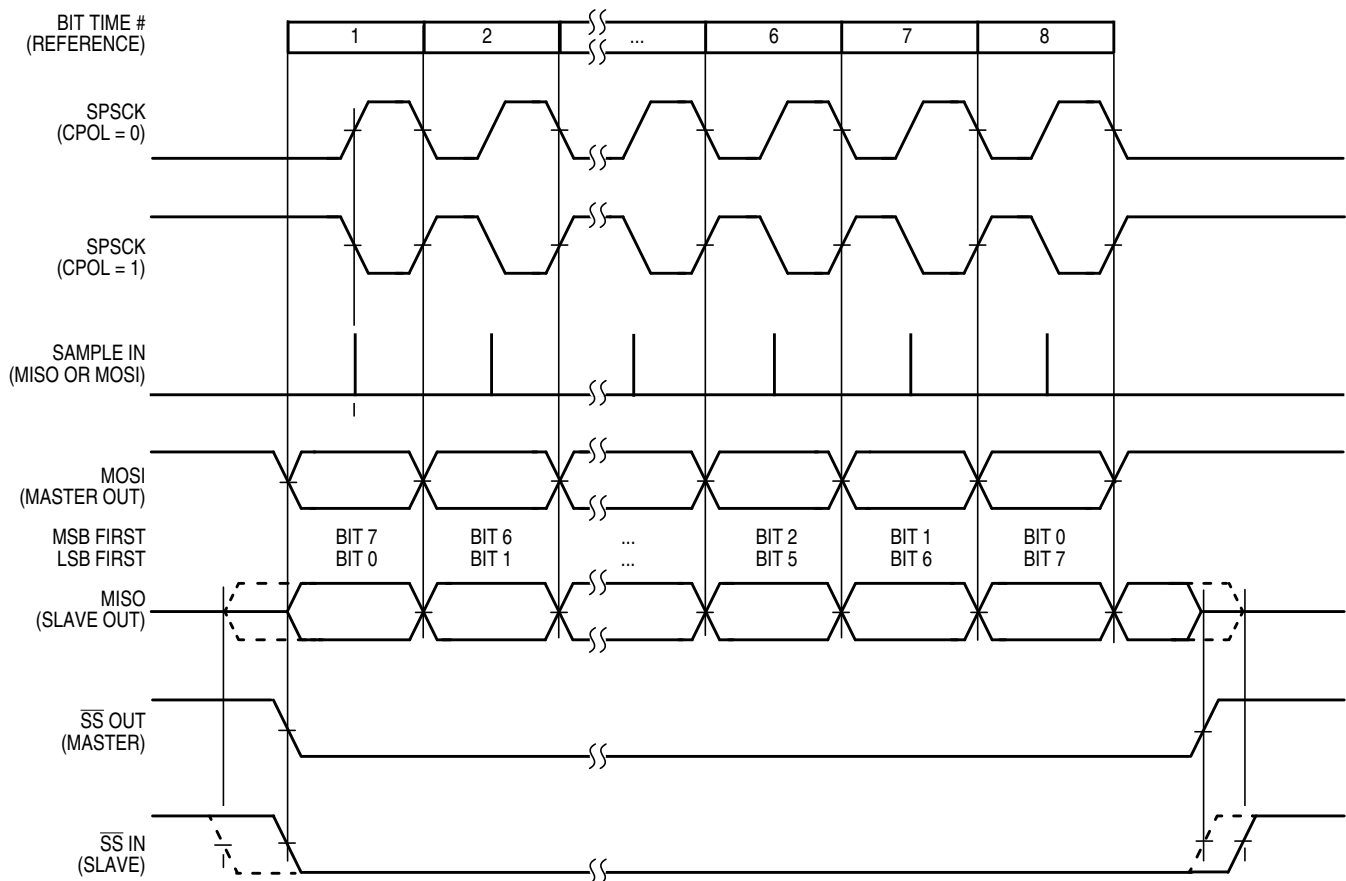 BIT TIME #
(REFERENCE)
1 2 ... 6 7 8
SPSCK
(CPOL = 0)
SPSCK
(CPOL = 1)
SAMPLE IN
(MISO OR MOSI)
MOSI
(MASTER OUT)
MSB FIRST BIT 7 BIT 6 ... BIT 2 BIT 1 BIT 0
LSB FIRST BIT 0 BIT 1 ... BIT 5 BIT 6 BIT 7
MISO
(SLAVE OUT)
S̅S̅ OUT
(MASTER)
S̅S̅ IN
(SLAVE)